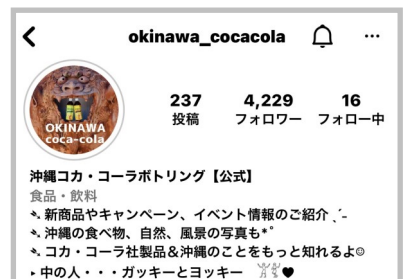 okinawa_cocacola
OKINAWA
coca-cola
237 4,229 16
投稿 フォロワー フォロー中
沖縄コカ・コーラボトリング【公式】
食品・飲料
➴ 新商品やキャンペーン、イベント情報のご紹介 ˎˊ˗
➴ 沖縄の食べ物、自然、風景の写真も*˚
➴ コカ・コーラ社製品&沖縄のことをもっと知れるよ☺
▸ 中の人・・・ガッキーとヨッキー 🕺💃♥